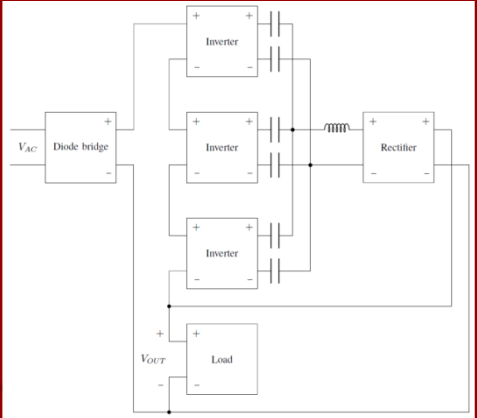 + +
Inverter
− −
+ +
V_AC Diode bridge Inverter Rectifier
− − − −
+ +
Inverter
− −
+ +
V_OUT Load
− −